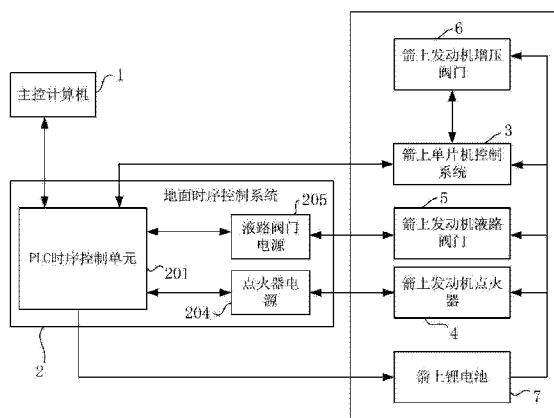 6
箭上发动机增压
阀门
1
主控计算机
3
箭上单片机控制
系统
地面时序控制系统
205
5
液路阀门
电源
箭上发动机液路
阀门
PLC时序控制单元
201
点火器电
源
204
箭上发动机点火
器
4
2
箭上锂电池
7